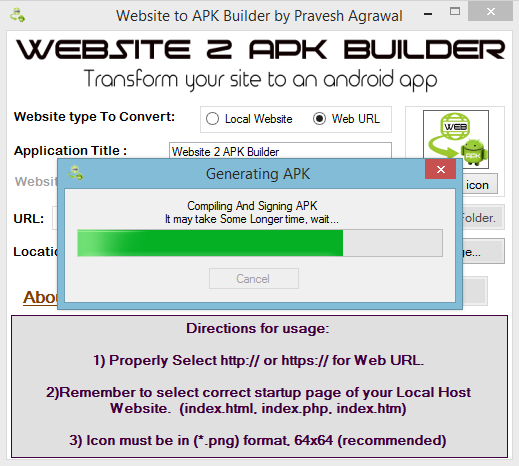 Website to APK Builder by Pravesh Agrawal
WEBSITE 2 APK BUILDER
Transform your site to an android app
Website type To Convert:
Local Website
Web URL
WEB
Application Title :
Website 2 APK Builder
Generating APK
icon
Compiling And Signing APK
It may take Some Longer time, wait...
URL:
Folder.
Cancel
Directions for usage:
1) Properly Select http:// or https:// for Web URL.
2)Remember to select correct startup page of your Local Host
Website. (index.html, index.php, index.htm)
3) Icon must be in (*.png) format, 64x64 (recommended)